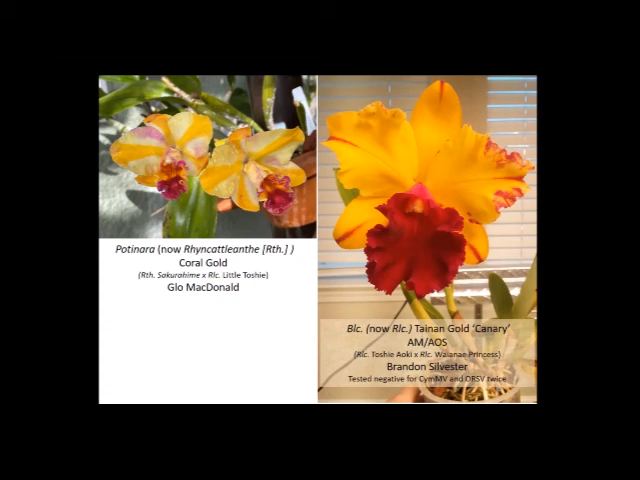 Potinara (now Rhyncattleanthe [Rth.] )
Coral Gold
(Rth. Sakurahime x Rlc. Little Toshie)
Glo MacDonald
Blc. (now Rlc.) Tainan Gold ‘Canary’
AM/AOS
(Rlc. Toshie Aoki x Rlc. Waianae Princess)
Brandon Silvester
Tested negative for CymMV and ORSV twice